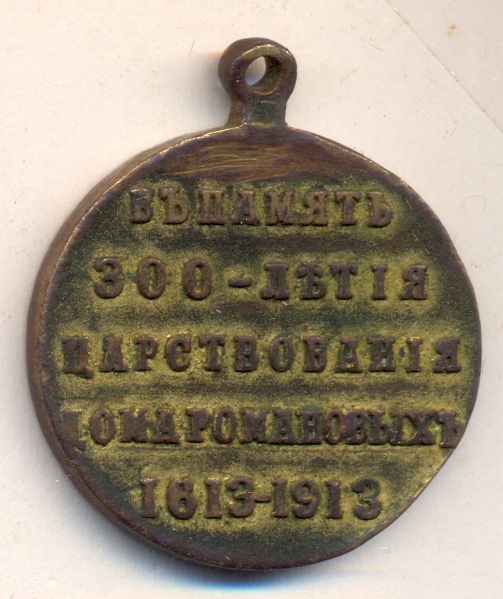 ВЪ ПАМЯТЬ
300-ЛѢТІЯ
ЦАРСТВОВАНІЯ
ДОМА РОМАНОВЫХЪ
1613-1913